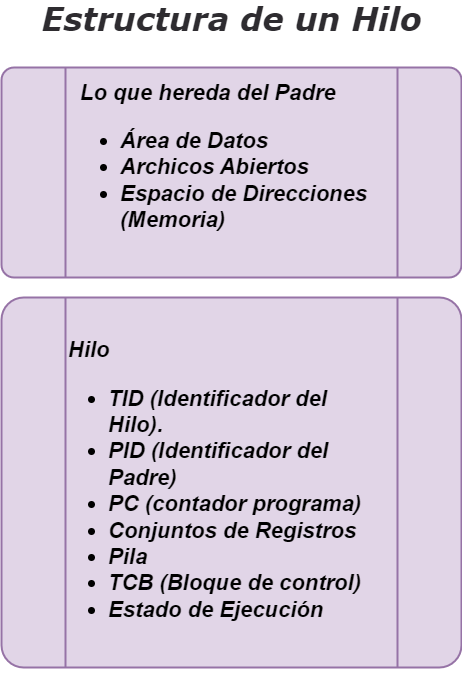 Estructura de un Hilo
Lo que hereda del Padre
• Área de Datos
• Archicos Abiertos
• Espacio de Direcciones
(Memoria)
Hilo
• TID (Identificador del
Hilo).
• PID (Identificador del
Padre)
• PC (contador programa)
• Conjuntos de Registros
• Pila
• TCB (Bloque de control)
• Estado de Ejecución